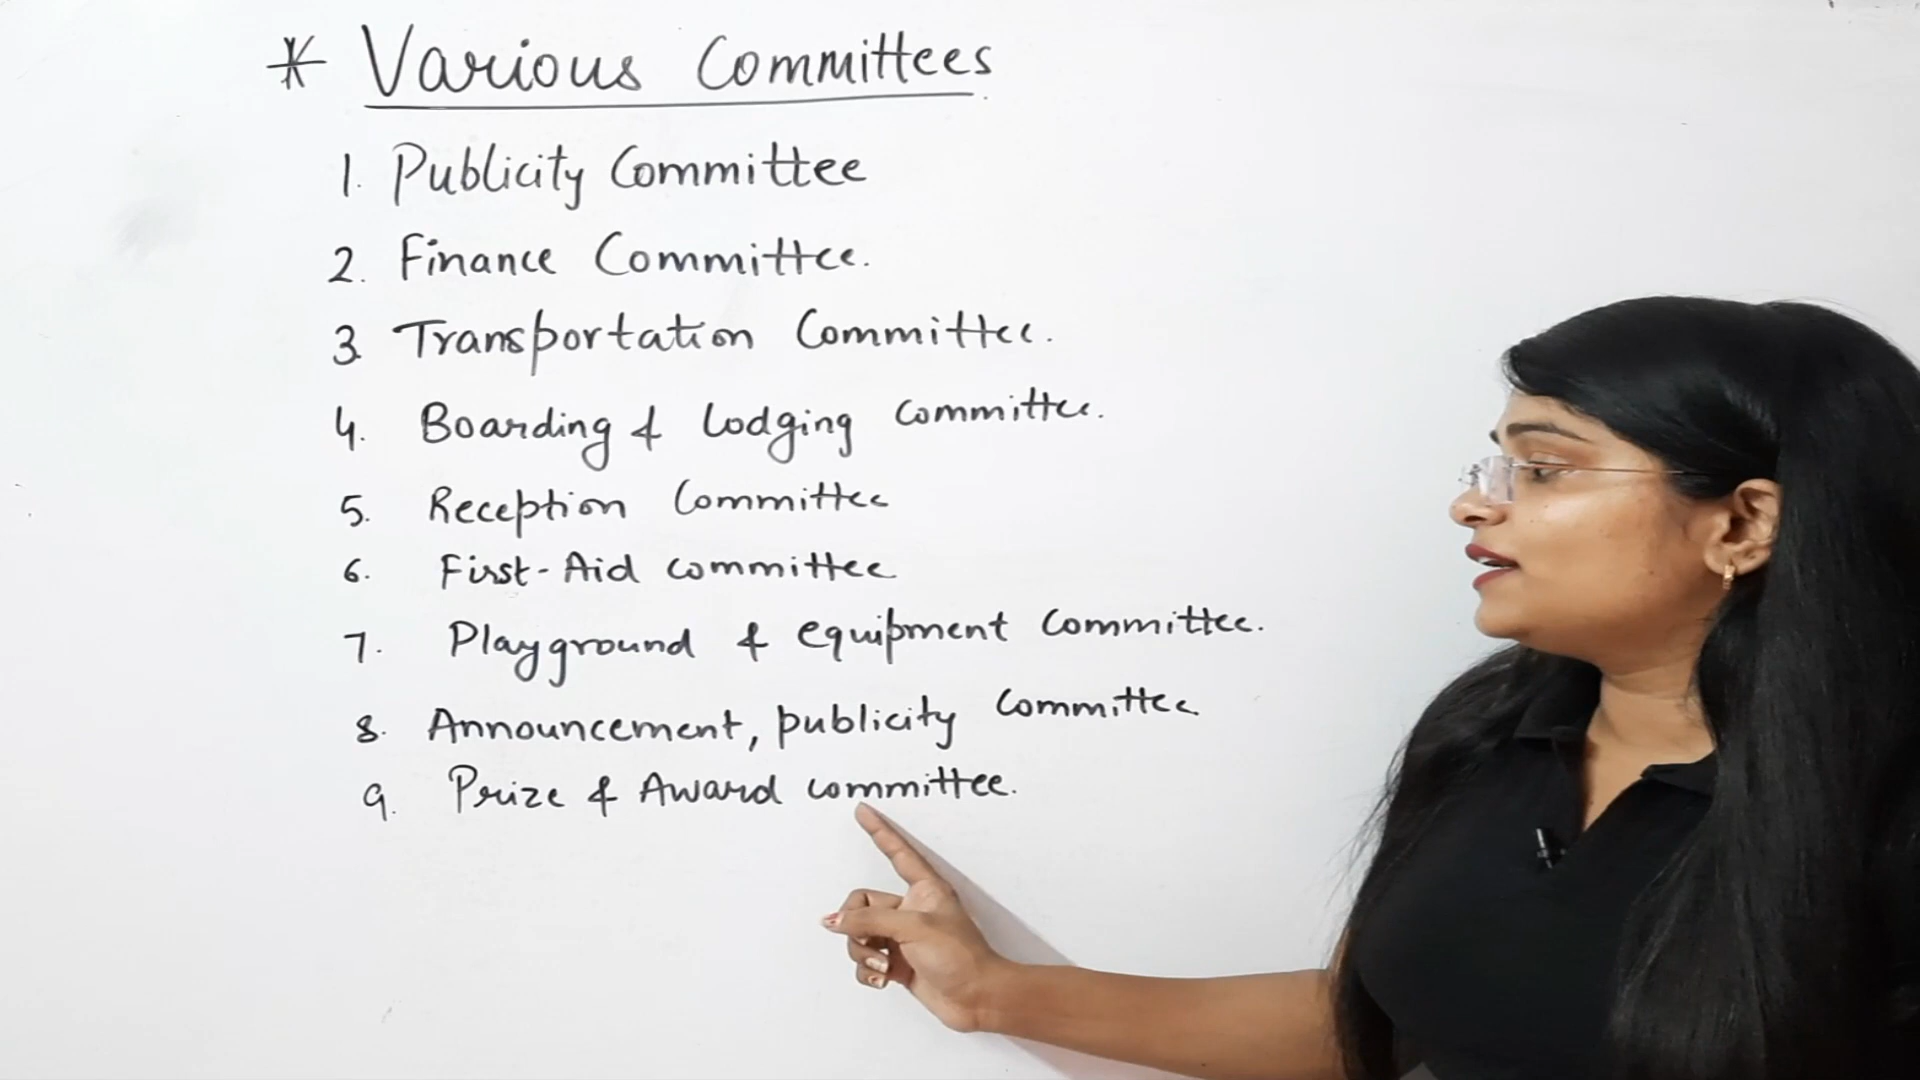 * Various Committees
1. Publicity Committee
2. Finance Committee.
3. Transportation Committee.
4. Boarding & lodging committee.
5. Reception Committee
6. First-Aid committee
7. Playground & equipment committee.
8. Announcement, publicity committee
9. Prize & Award committee.